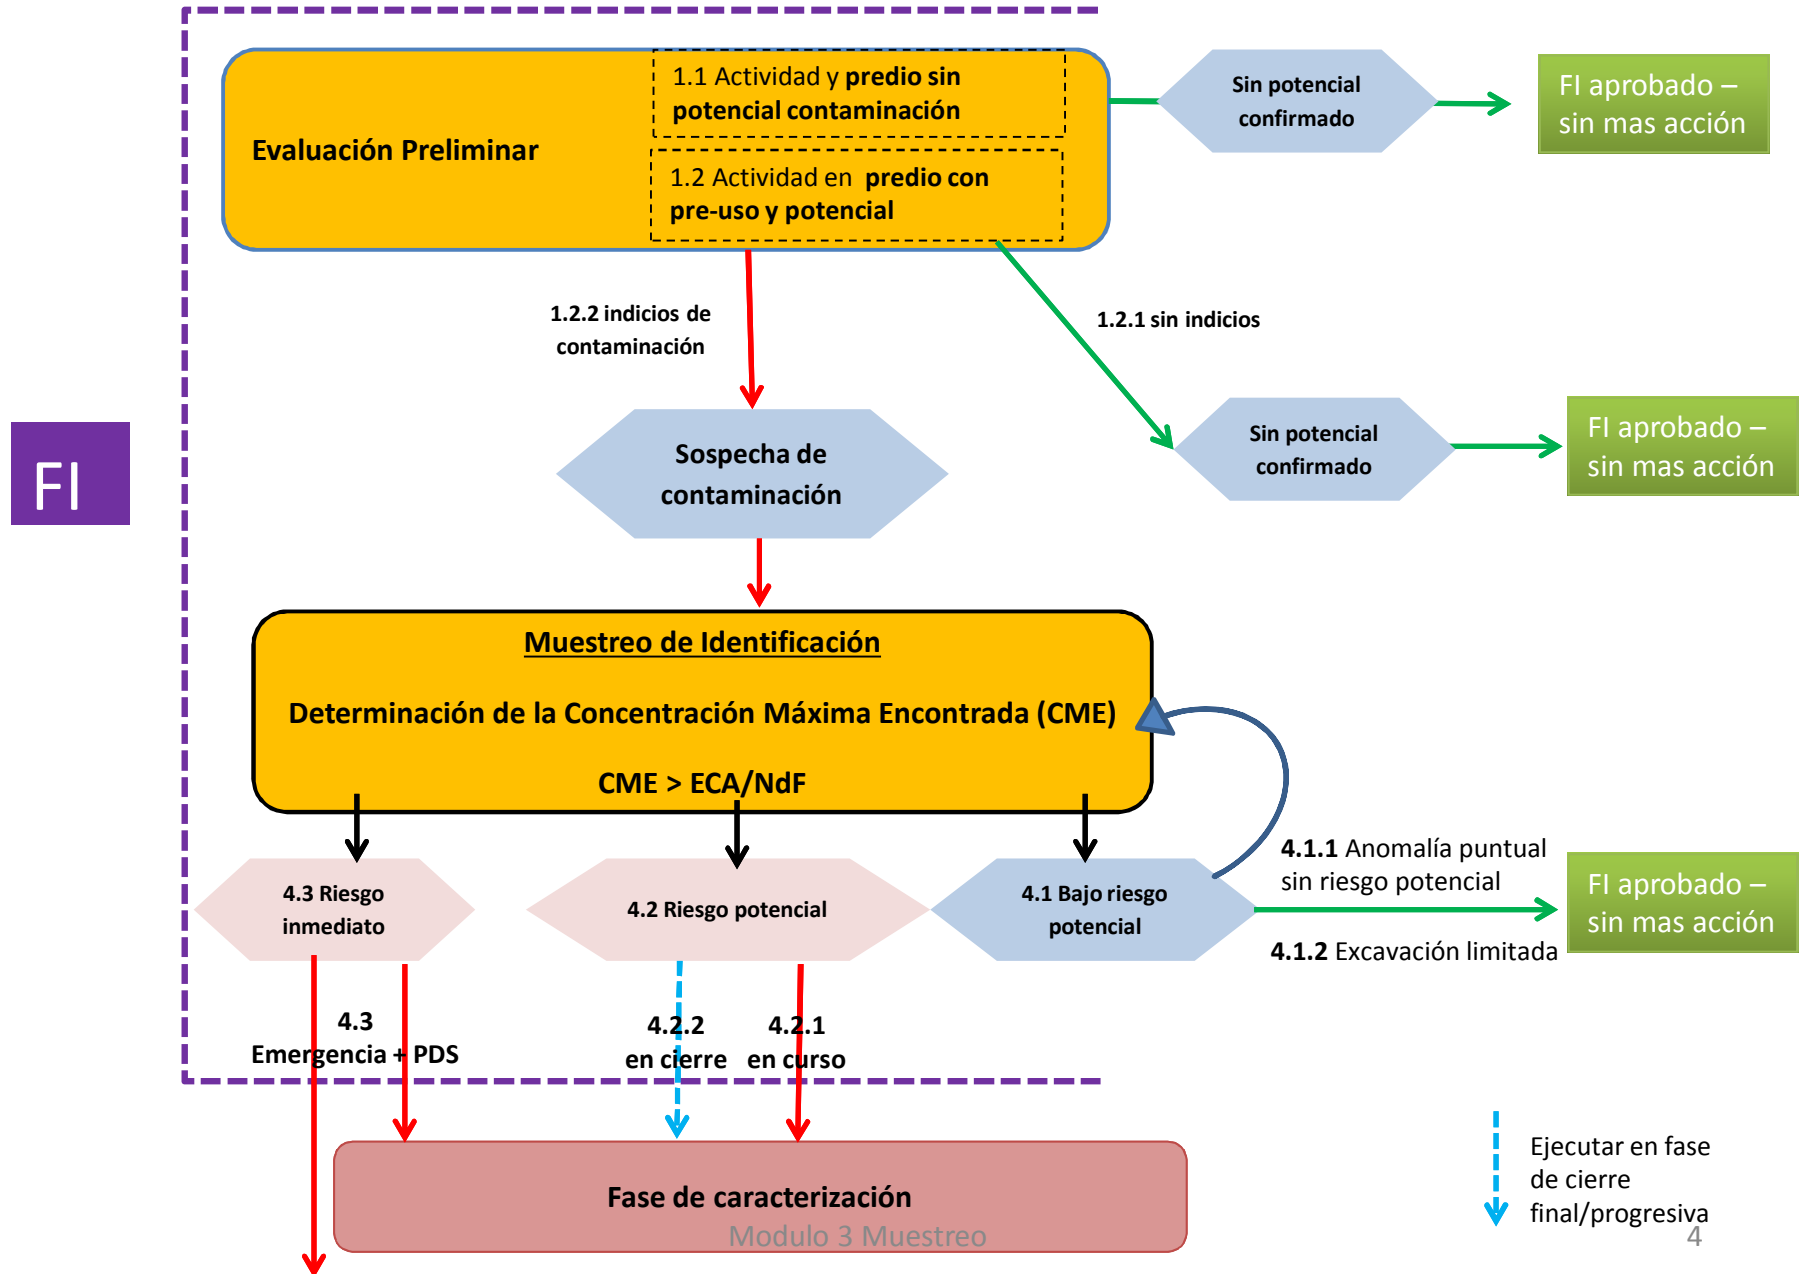 1.1 Actividad y predio sin
potencial contaminación
Evaluación Preliminar
1.2 Actividad en predio con
pre-uso y potencial
Sin potencial
confirmado
FI aprobado –
sin mas acción
1.2.2 indicios de
contaminación
1.2.1 sin indicios
Sospecha de
contaminación
Sin potencial
confirmado
FI aprobado –
sin mas acción
FI
Muestreo de Identificación
Determinación de la Concentración Máxima Encontrada (CME)
CME > ECA/NdF
4.3 Riesgo
inmediato
4.2 Riesgo potencial
4.1 Bajo riesgo
potencial
4.1.1 Anomalía puntual
sin riesgo potencial
4.1.2 Excavación limitada
FI aprobado –
sin mas acción
4.3
Emergencia + PDS
4.2.2
en cierre
4.2.1
en curso
Fase de caracterización
Ejecutar en fase
de cierre
final/progresiva
Modulo 3 Muestreo
4